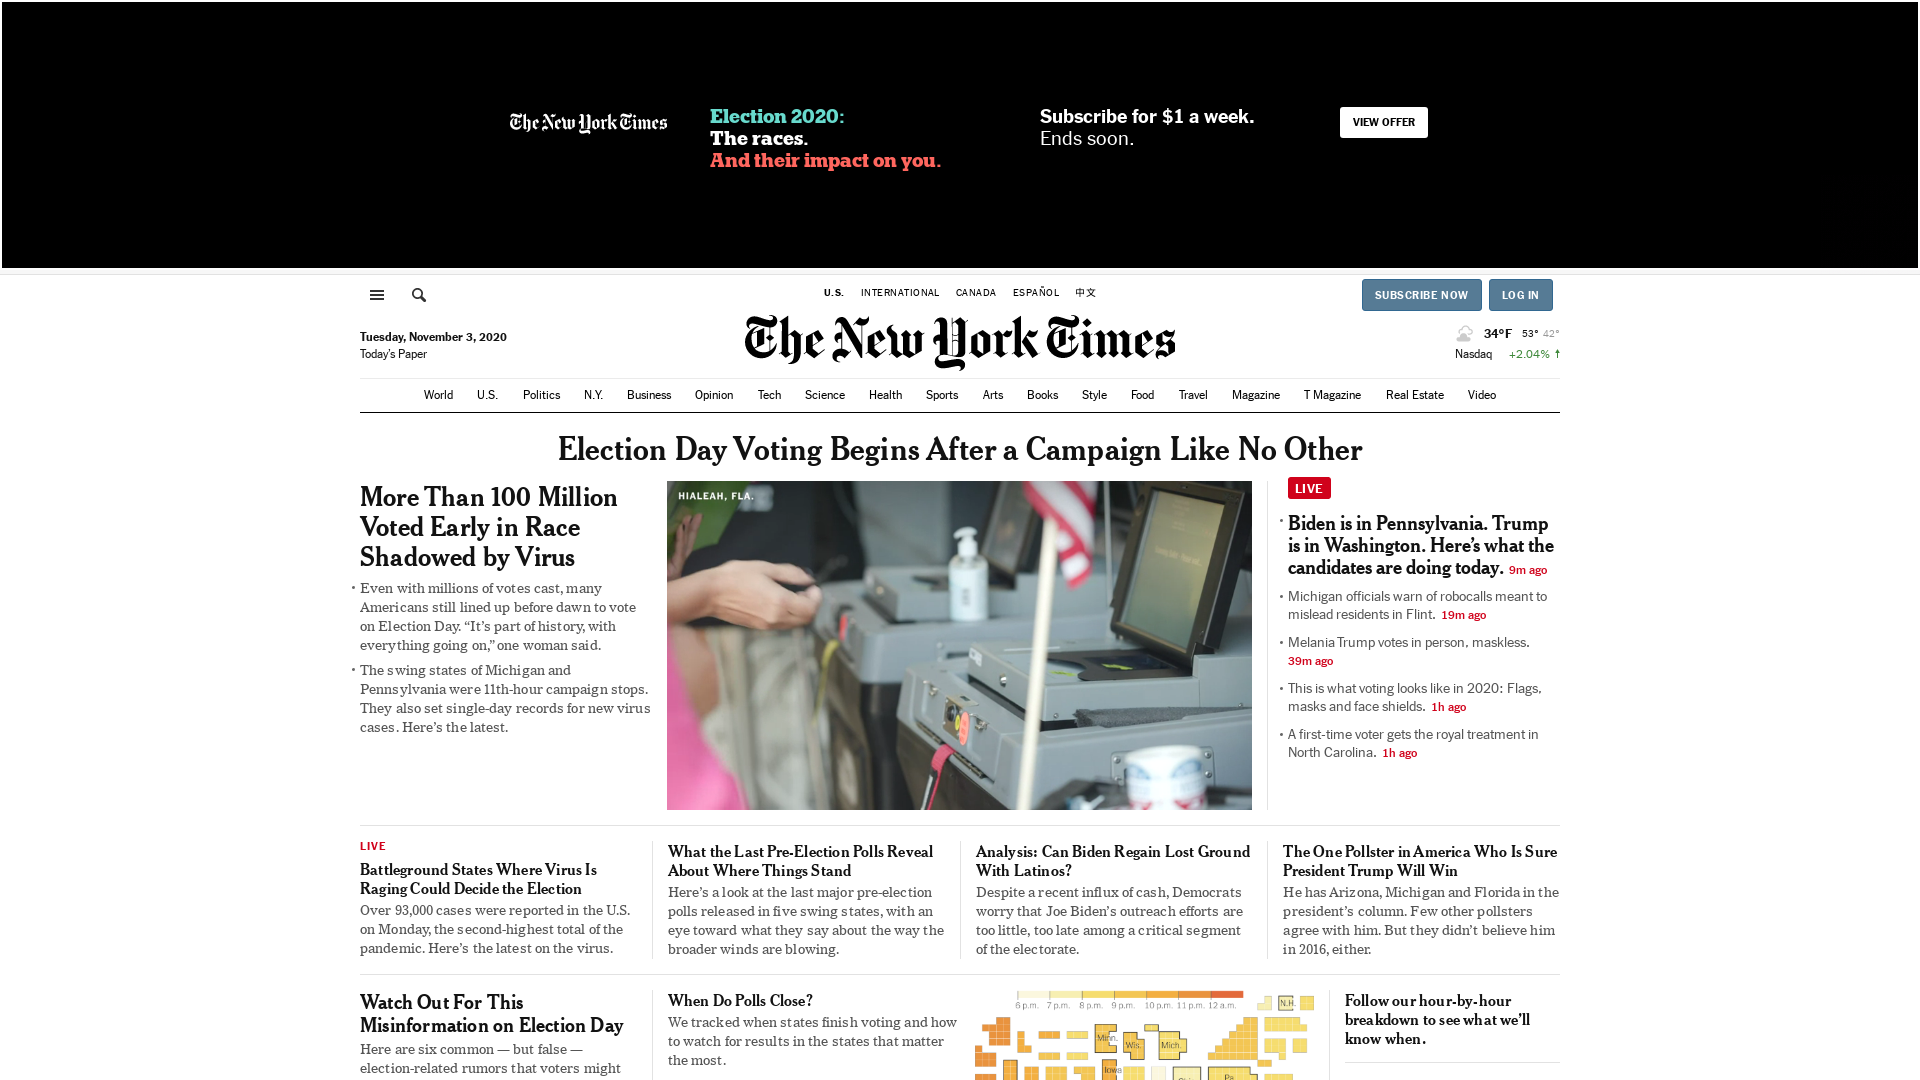 The New York Times
Election 2020:
The races.
And their impact on you.
Subscribe for $1 a week.
Ends soon.
VIEW OFFER
U.S. INTERNATIONAL CANADA ESPAÑOL 中文
SUBSCRIBE NOW LOG IN
Tuesday, November 3, 2020
Today's Paper
The New York Times
34°F 53° 42°
Nasdaq +2.04% ↑
World U.S. Politics N.Y. Business Opinion Tech Science Health Sports Arts Books Style Food Travel Magazine T Magazine Real Estate Video
Election Day Voting Begins After a Campaign Like No Other
More Than 100 Million
Voted Early in Race
Shadowed by Virus
• Even with millions of votes cast, many
Americans still lined up before dawn to vote
on Election Day. “It’s part of history, with
everything going on,” one woman said.
• The swing states of Michigan and
Pennsylvania were 11th-hour campaign stops.
They also set single-day records for new virus
cases. Here’s the latest.
HIALEAH, FLA.
LIVE
• Biden is in Pennsylvania. Trump
is in Washington. Here’s what the
candidates are doing today. 9m ago
• Michigan officials warn of robocalls meant to
mislead residents in Flint. 19m ago
• Melania Trump votes in person, maskless.
39m ago
• This is what voting looks like in 2020: Flags,
masks and face shields. 1h ago
• A first-time voter gets the royal treatment in
North Carolina. 1h ago
LIVE
Battleground States Where Virus Is
Raging Could Decide the Election
Over 93,000 cases were reported in the U.S.
on Monday, the second-highest total of the
pandemic. Here’s the latest on the virus.
What the Last Pre-Election Polls Reveal
About Where Things Stand
Here’s a look at the last major pre-election
polls released in five swing states, with an
eye toward what they say about the way the
broader winds are blowing.
Analysis: Can Biden Regain Lost Ground
With Latinos?
Despite a recent influx of cash, Democrats
worry that Joe Biden’s outreach efforts are
too little, too late among a critical segment
of the electorate.
The One Pollster in America Who Is Sure
President Trump Will Win
He has Arizona, Michigan and Florida in the
president’s column. Few other pollsters
agree with him. But they didn’t believe him
in 2016, either.
Watch Out For This
Misinformation on Election Day
Here are six common — but false —
election-related rumors that voters might
When Do Polls Close?
We tracked when states finish voting and how
to watch for results in the states that matter
the most.
6 p.m. 7 p.m. 8 p.m. 9 p.m. 10 p.m. 11 p.m. 12 a.m.
N.H.
Minn.
Wis.
Mich.
Iowa
Pa.
Follow our hour-by-hour
breakdown to see what we’ll
know when.